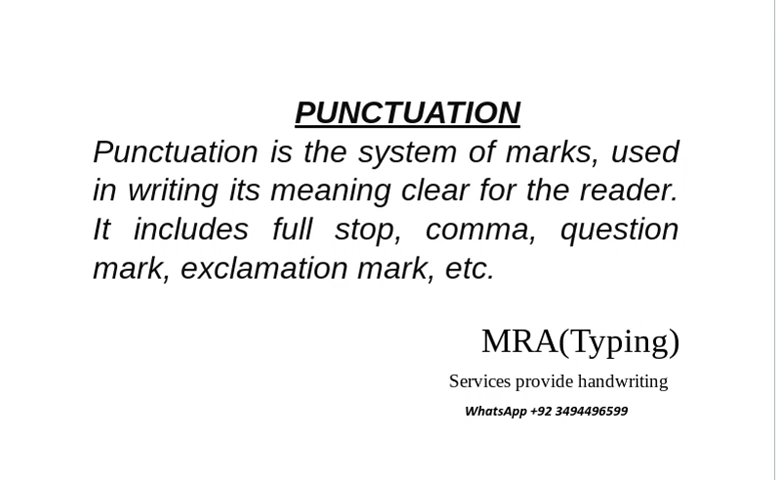 PUNCTUATION
Punctuation is the system of marks, used
in writing its meaning clear for the reader.
It includes full stop, comma, question
mark, exclamation mark, etc.
MRA(Typing)
Services provide handwriting
WhatsApp +92 3494496599